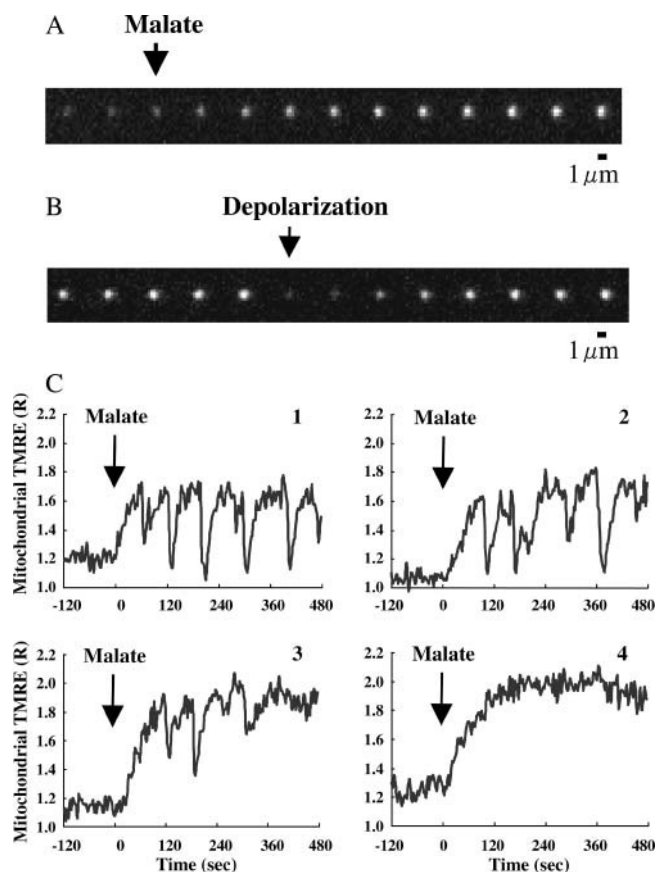 A
Malate
1 μm
B
Depolarization
1 μm
C
Mitochondrial TMRE (R)
2.2
2.0
1.8
1.6
1.4
1.2
1.0
Malate
1
-120 0 120 240 360 480
2.2
2.0
1.8
1.6
1.4
1.2
1.0
Malate
2
-120 0 120 240 360 480
Mitochondrial TMRE (R)
2.2
2.0
1.8
1.6
1.4
1.2
1.0
Malate
3
-120 0 120 240 360 480
Time (sec)
2.2
2.0
1.8
1.6
1.4
1.2
1.0
Malate
4
-120 0 120 240 360 480
Time (sec)